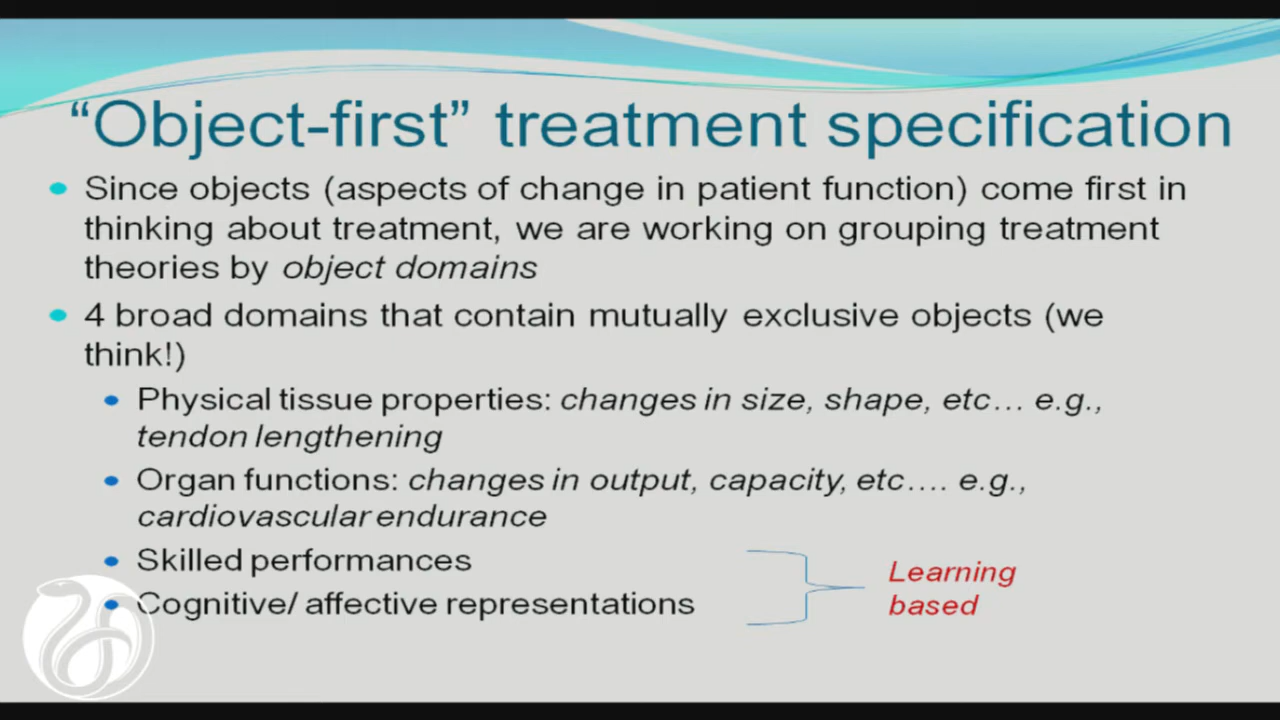 “Object-first” treatment specification
Since objects (aspects of change in patient function) come first in
thinking about treatment, we are working on grouping treatment
theories by object domains
4 broad domains that contain mutually exclusive objects (we
think!)
Physical tissue properties: changes in size, shape, etc… e.g.,
tendon lengthening
Organ functions: changes in output, capacity, etc…. e.g.,
cardiovascular endurance
Skilled performances
Cognitive/ affective representations
Learning
based